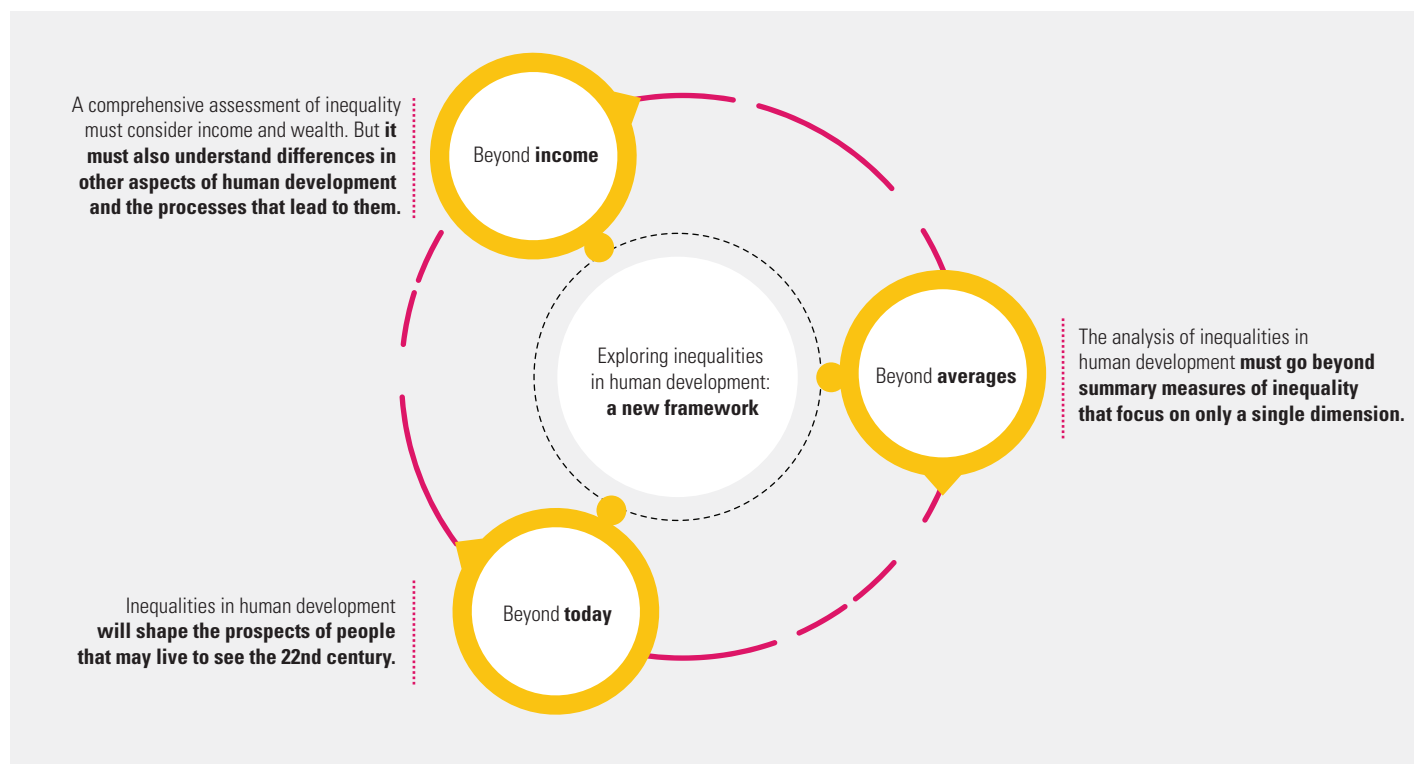 A comprehensive assessment of inequality
must consider income and wealth. But it
must also understand differences in
other aspects of human development
and the processes that lead to them.
Beyond income
Exploring inequalities
in human development:
a new framework
Beyond averages
The analysis of inequalities in
human development must go beyond
summary measures of inequality
that focus on only a single dimension.
Inequalities in human development
will shape the prospects of people
that may live to see the 22nd century.
Beyond today